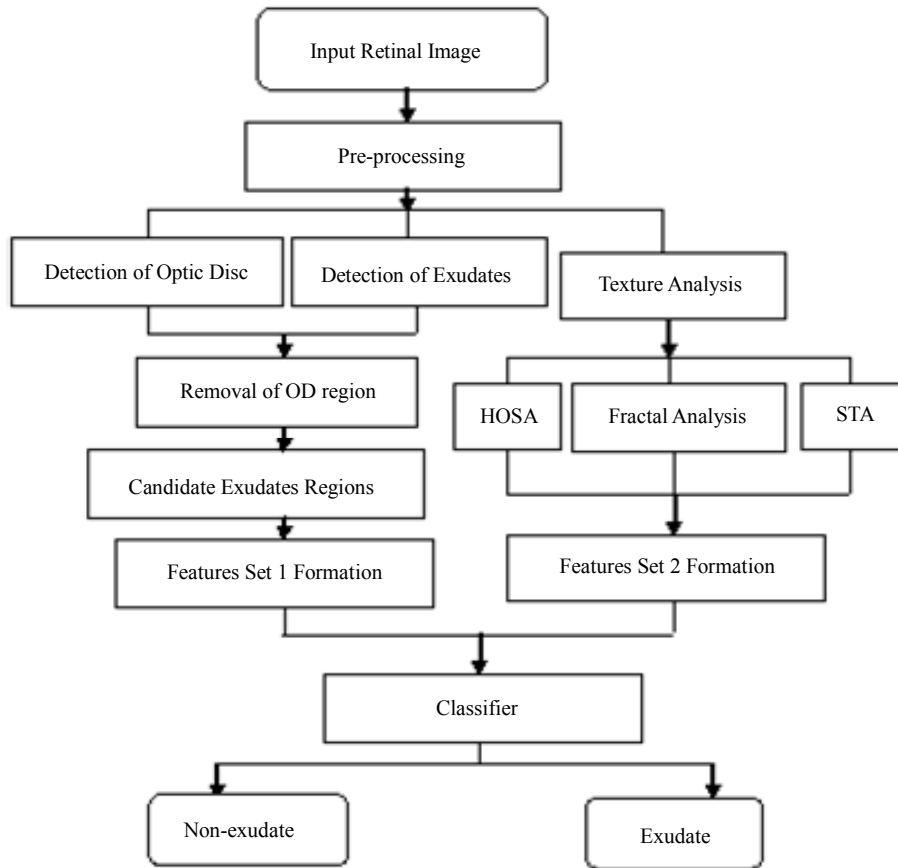 Input Retinal Image
Pre-processing
Detection of Optic Disc
Detection of Exudates
Texture Analysis
Removal of OD region
HOSA
Fractal Analysis
STA
Candidate Exudates Regions
Features Set 1 Formation
Features Set 2 Formation
Classifier
Non-exudate
Exudate